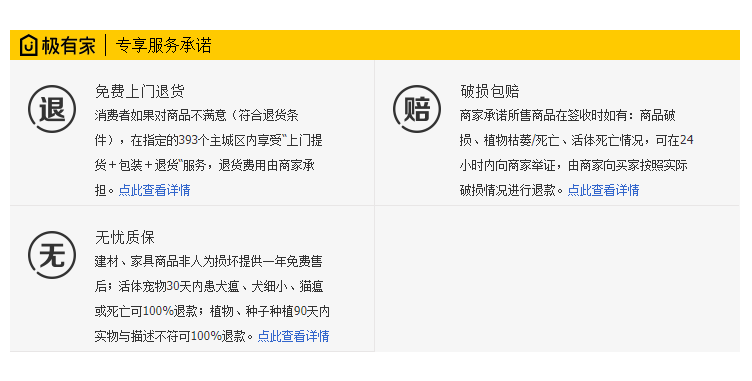 极有家 专享服务承诺
退
免费上门退货
消费者如果对商品不满意（符合退货条
件），在指定的393个主城区内享受“上门提
货＋包装＋退货”服务，退货费用由商家承
担。点此查看详情
赔
破损包赔
商家承诺所售商品在签收时如有：商品破
损、植物枯萎/死亡、活体死亡情况，可在24
小时内向商家举证，由商家向买家按照实际
破损情况进行退款。点此查看详情
无
无忧质保
建材、家具商品非人为损坏提供一年免费售
后；活体宠物30天内患犬瘟、犬细小、猫瘟
或死亡可100%退款；植物、种子种植90天内
实物与描述不符可100%退款。点此查看详情